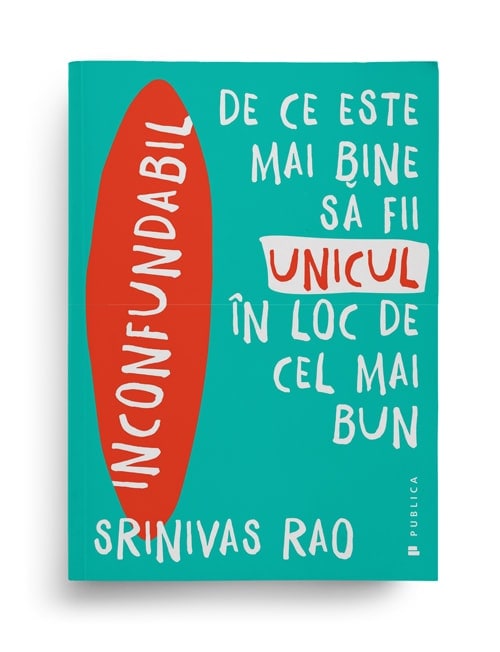 INCONFUNDABIL
DE CE ESTE
MAI BINE
SĂ FII
UNICUL
ÎN LOC DE
CEL MAI
BUN
SRINIVAS RAO
PUBLICA